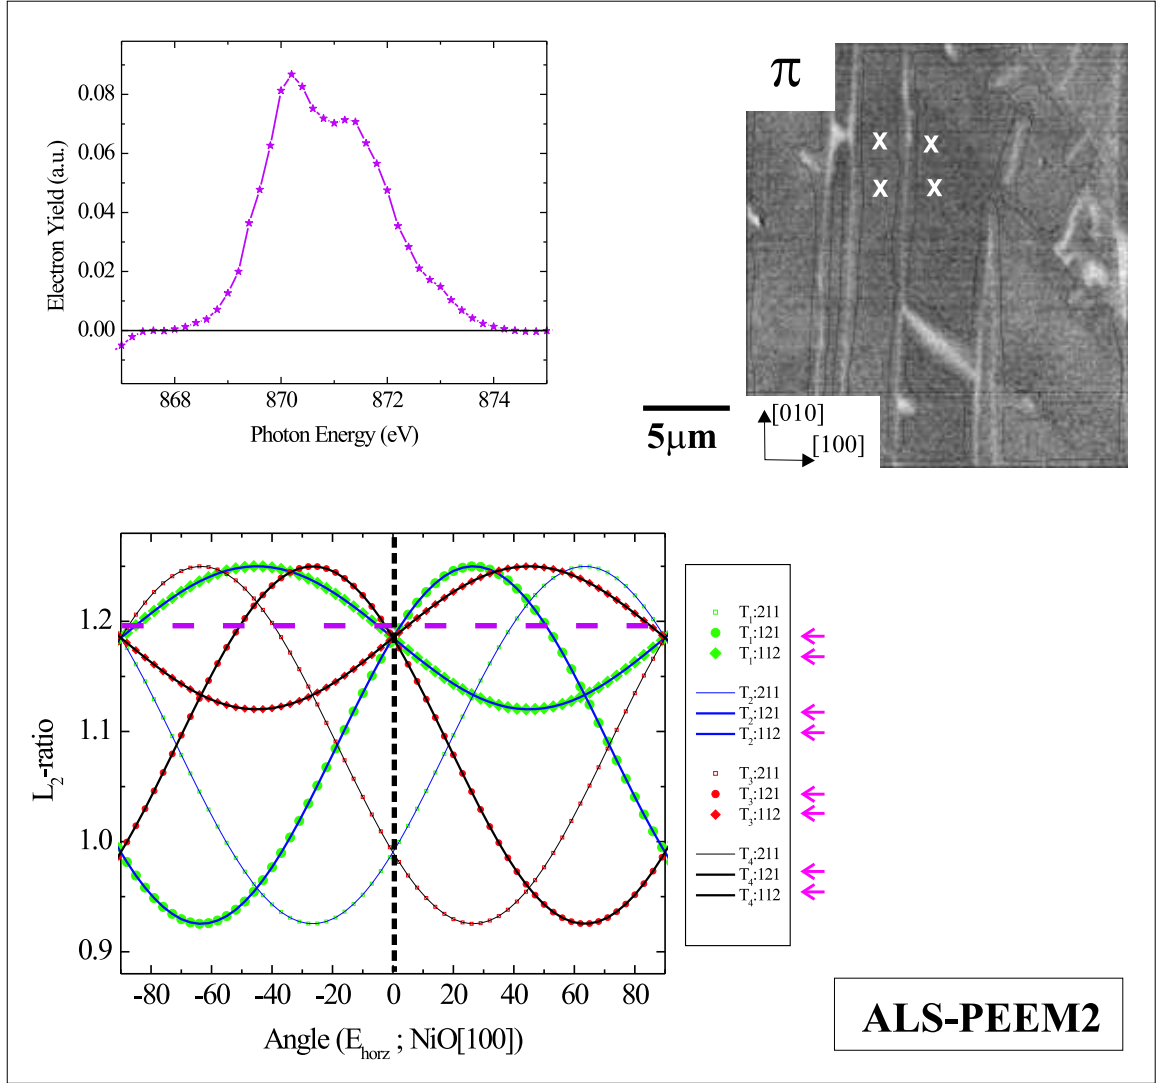 0.08
0.06
0.04
0.02
0.00
Electron Yield (a.u.)
868 870 872 874
Photon Energy (eV)
π
X X
X X
5μm
[010]
[100]
1.2
1.1
1.0
0.9
L2-ratio
-80 -60 -40 -20 0 20 40 60 80
Angle (E_horz ; NiO[100])
T1:211
T1:121
T1:112
T2:211
T2:121
T2:112
T3:211
T3:121
T3:112
T4:211
T4:121
T4:112
ALS-PEEM2